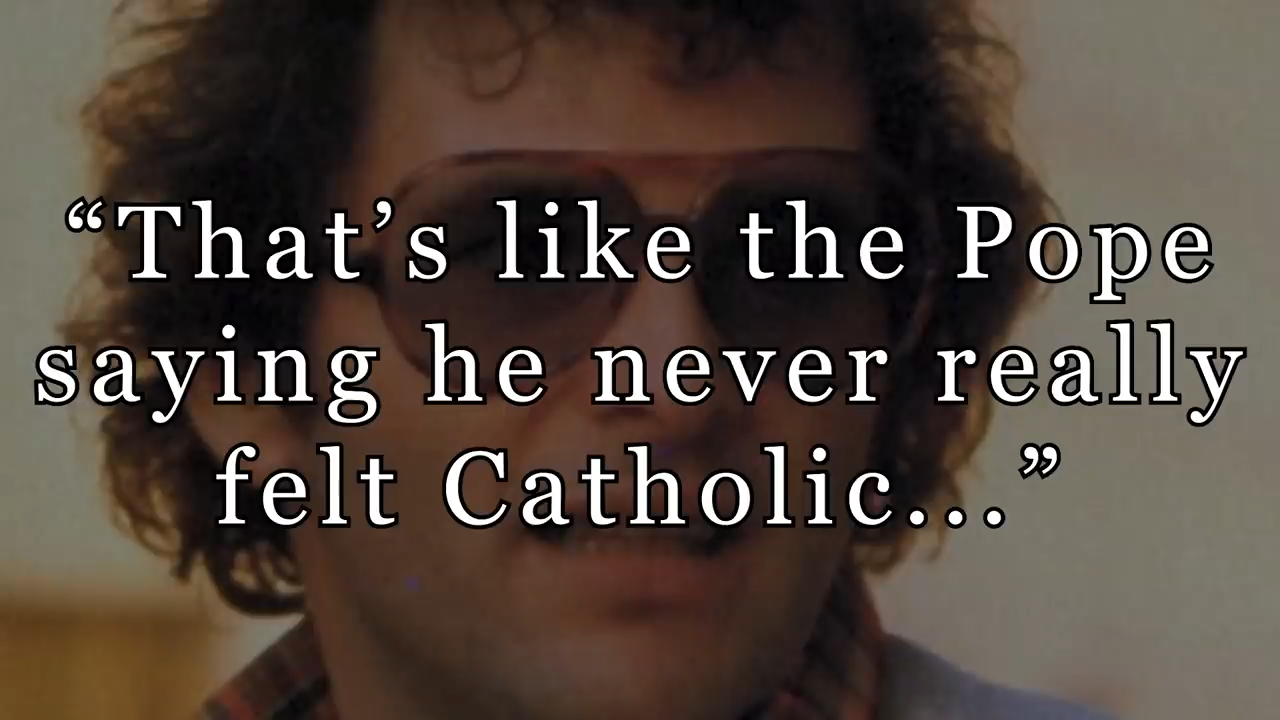 “That’s like the Pope
saying he never really
felt Catholic...”